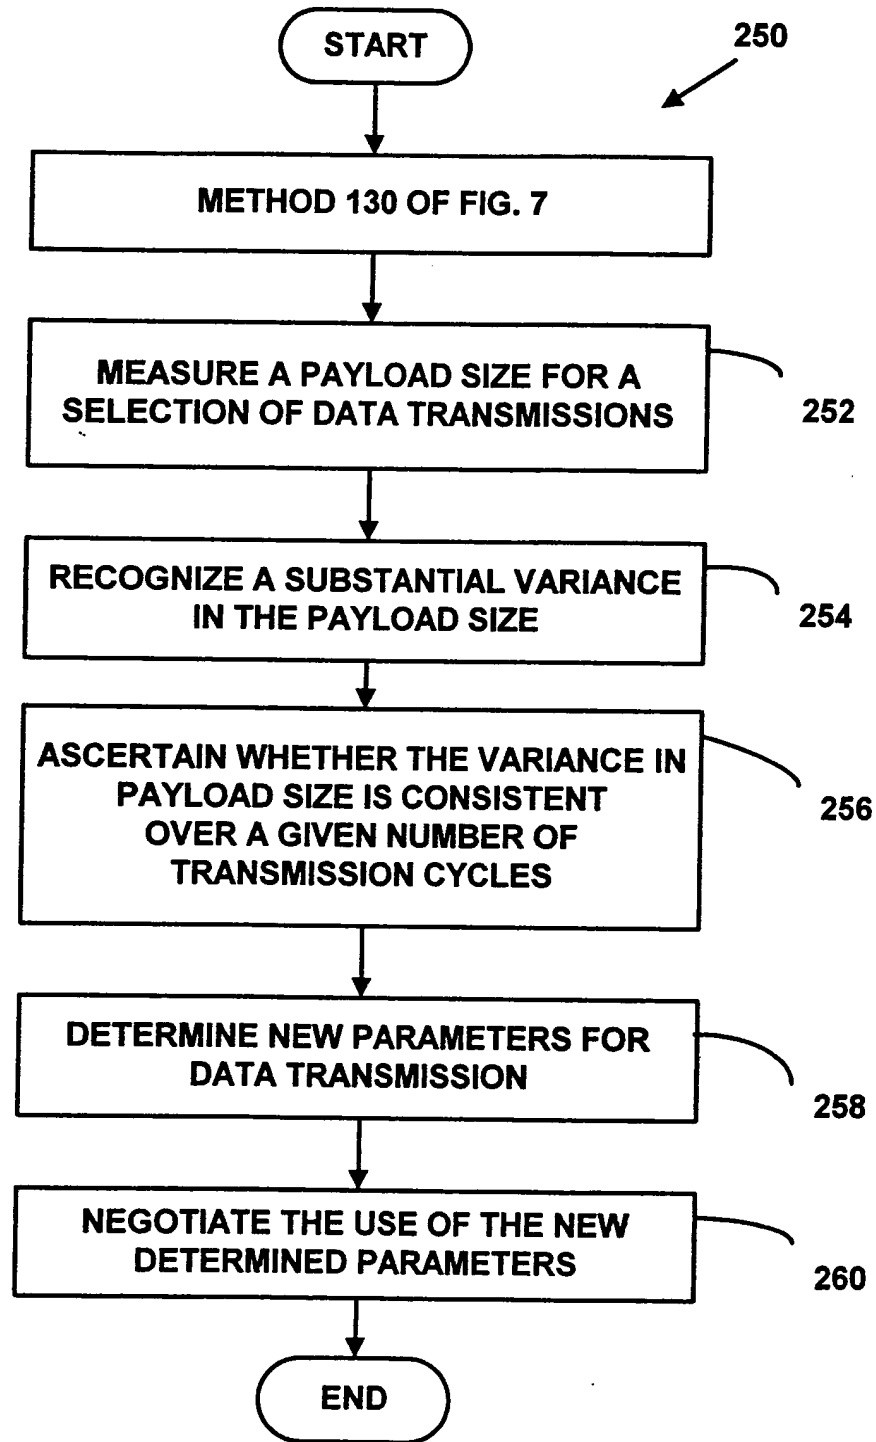 START
250
METHOD 130 OF FIG. 7
MEASURE A PAYLOAD SIZE FOR A
SELECTION OF DATA TRANSMISSIONS
252
RECOGNIZE A SUBSTANTIAL VARIANCE
IN THE PAYLOAD SIZE
254
ASCERTAIN WHETHER THE VARIANCE IN
PAYLOAD SIZE IS CONSISTENT
OVER A GIVEN NUMBER OF
TRANSMISSION CYCLES
256
DETERMINE NEW PARAMETERS FOR
DATA TRANSMISSION
258
NEGOTIATE THE USE OF THE NEW
DETERMINED PARAMETERS
260
END